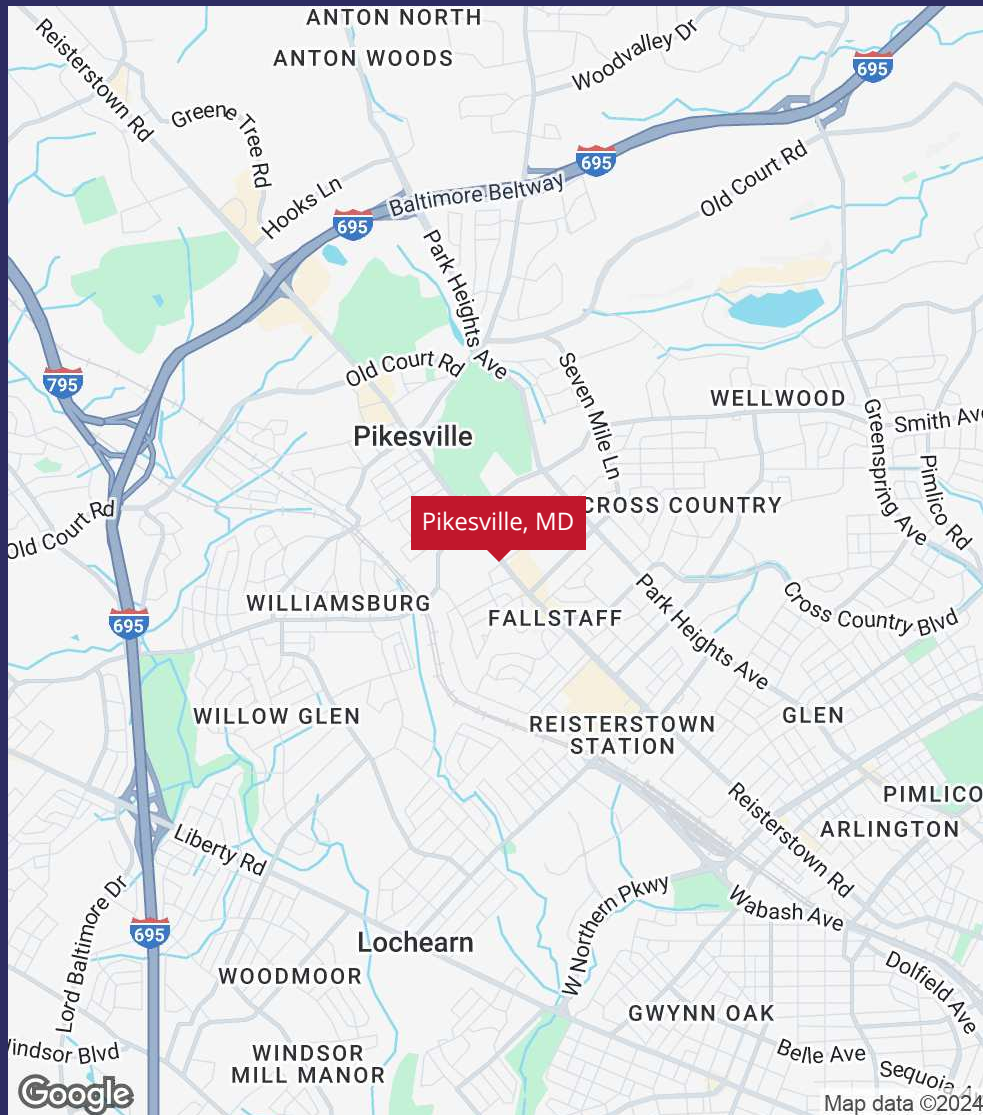 ANTON NORTH
ANTON WOODS
Reisterstown Rd
Woodvalley Dr
695
Greene Tree Rd
695
Old Court Rd
Hooks Ln
Baltimore Beltway
695
Park Heights Ave
795
Old Court Rd
Seven Mile Ln
WELLWOOD
Greenspring Ave
Smith Ave
Pikesville
Pimlico Rd
Pikesville, MD
CROSS COUNTRY
Old Court Rd
WILLIAMSBURG
695
FALLSTAFF
Park Heights Ave
Cross Country Blvd
WILLOW GLEN
REISTERSTOWN
STATION
GLEN
PIMLICO
Reisterstown Rd
ARLINGTON
Liberty Rd
W Northern Pkwy
Wabash Ave
Lord Baltimore Dr
695
Lochearn
WOODMOOR
Dolfield Ave
GWYNN OAK
indsor Blvd
WINDSOR
MILL MANOR
Belle Ave
Sequoia A
Google
Map data ©2024